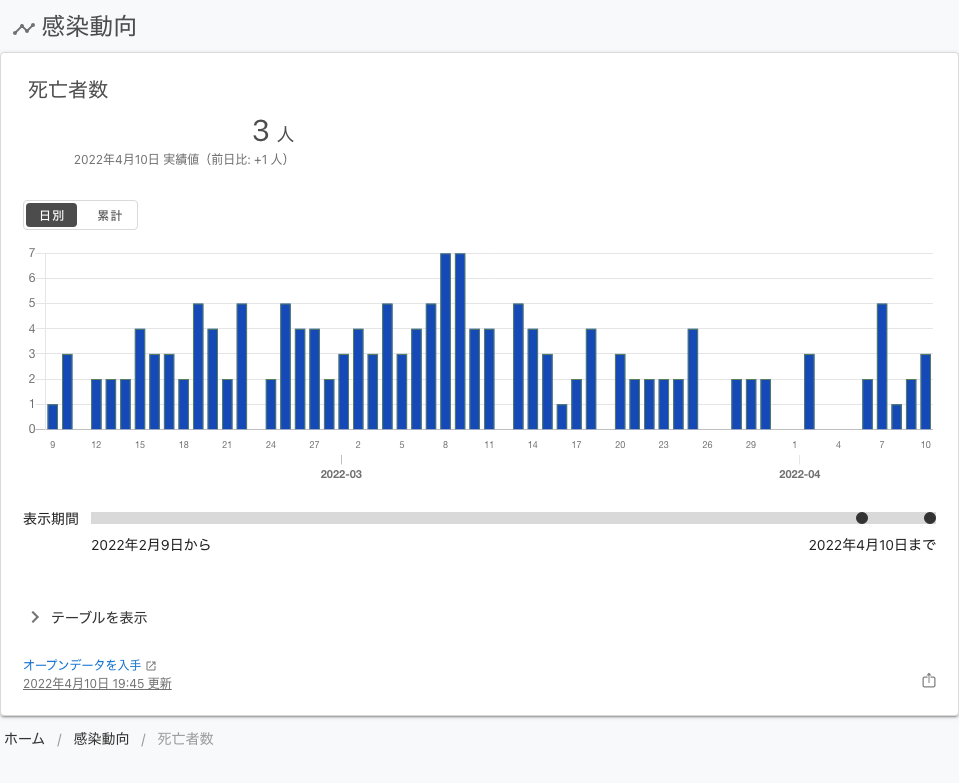 感染動向
死亡者数
3 人
2022年4月10日 実績値（前日比: +1 人）
日別 累計
7
6
5
4
3
2
1
0
9 12 15 18 21 24 27 2 5 8 11 14 17 20 23 26 29 1 4 7 10
2022-03 2022-04
表示期間
2022年2月9日から 2022年4月10日まで
テーブルを表示
オープンデータを入手
2022年4月10日 19:45 更新
ホーム / 感染動向 / 死亡者数